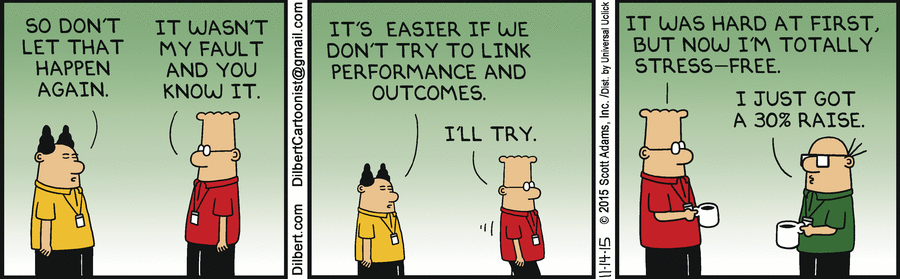 SO DON'T
LET THAT
HAPPEN
AGAIN.
IT WASN'T
MY FAULT
AND YOU
KNOW IT.
Dilbert.com DilbertCartoonist@gmail.com
IT'S EASIER IF WE
DON'T TRY TO LINK
PERFORMANCE AND
OUTCOMES.
I'LL TRY.
11-14-15 © 2015 Scott Adams, Inc. /Dist. by Universal Uclick
IT WAS HARD AT FIRST,
BUT NOW I'M TOTALLY
STRESS-FREE.
I JUST GOT
A 30% RAISE.